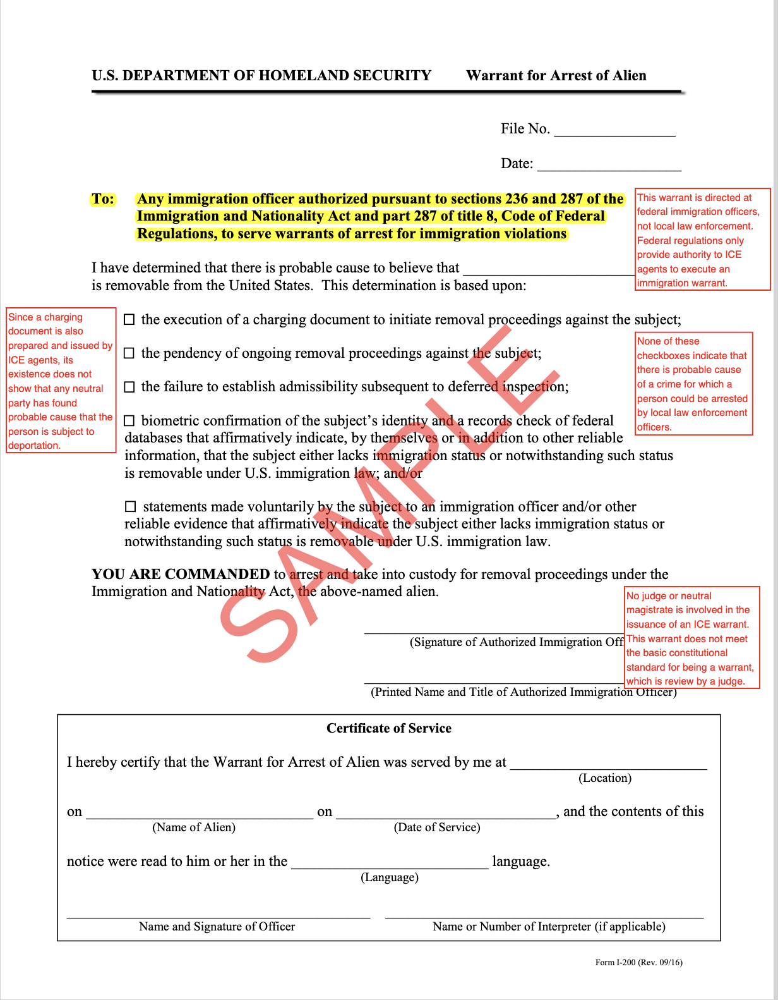 U.S. DEPARTMENT OF HOMELAND SECURITY Warrant for Arrest of Alien
File No. ________________
Date: ___________________
To: Any immigration officer authorized pursuant to sections 236 and 287 of the
Immigration and Nationality Act and part 287 of title 8, Code of Federal
Regulations, to serve warrants of arrest for immigration violations
This warrant is directed at
federal immigration officers,
not local law enforcement.
Federal regulations only
provide authority to ICE
agents to execute an
immigration warrant.
I have determined that there is probable cause to believe that _______________________
is removable from the United States. This determination is based upon:
Since a charging
document is also
prepared and issued by
ICE agents, its
existence does not
show that any neutral
party has found
probable cause that the
person is subject to
deportation.
☐ the execution of a charging document to initiate removal proceedings against the subject;
☐ the pendency of ongoing removal proceedings against the subject;
☐ the failure to establish admissibility subsequent to deferred inspection;
None of these
checkboxes indicate that
there is probable cause
of a crime for which a
person could be arrested
by local law enforcement
officers.
☐ biometric confirmation of the subject’s identity and a records check of federal
databases that affirmatively indicate, by themselves or in addition to other reliable
information, that the subject either lacks immigration status or notwithstanding such status
is removable under U.S. immigration law; and/or
☐ statements made voluntarily by the subject to an immigration officer and/or other
reliable evidence that affirmatively indicate the subject either lacks immigration status or
notwithstanding such status is removable under U.S. immigration law.
SAMPLE
YOU ARE COMMANDED to arrest and take into custody for removal proceedings under the
Immigration and Nationality Act, the above-named alien.
No judge or neutral
magistrate is involved in the
issuance of an ICE warrant.
This warrant does not meet
the basic constitutional
standard for being a warrant,
which is review by a judge.
(Signature of Authorized Immigration Off
(Printed Name and Title of Authorized Immigration Officer)
Certificate of Service
I hereby certify that the Warrant for Arrest of Alien was served by me at __________________________
(Location)
on ______________________________ on _____________________________, and the contents of this
(Name of Alien) (Date of Service)
notice were read to him or her in the __________________________ language.
(Language)
Name and Signature of Officer Name or Number of Interpreter (if applicable)
Form I-200 (Rev. 09/16)